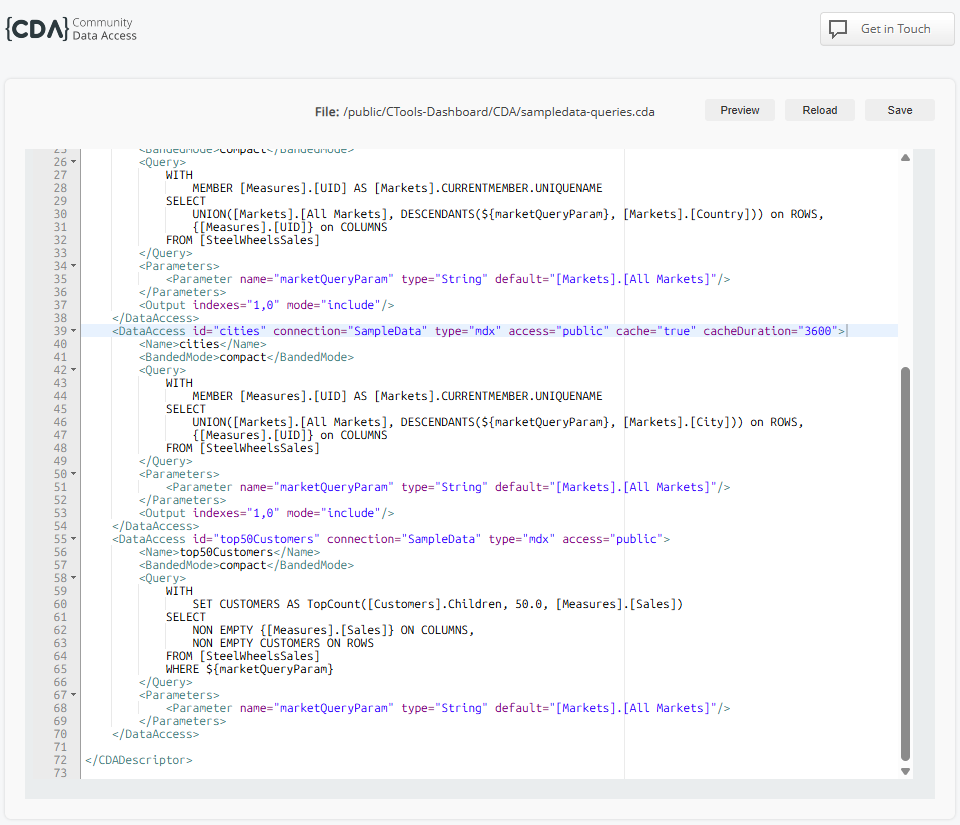 {CDA} Community
Data Access
Get in Touch
File: /public/CTools-Dashboard/CDA/sampledata-queries.cda
Preview
Reload
Save
25 <BandedMode>compact</BandedMode>
26 <Query>
27 WITH
28 MEMBER [Measures].[UID] AS [Markets].CURRENTMEMBER.UNIQUENAME
29 SELECT
30 UNION([Markets].[All Markets], DESCENDANTS(${marketQueryParam}, [Markets].[Country])) on ROWS,
31 {[Measures].[UID]} on COLUMNS
32 FROM [SteelWheelsSales]
33 </Query>
34 <Parameters>
35 <Parameter name="marketQueryParam" type="String" default="[Markets].[All Markets]"/>
36 </Parameters>
37 <Output indexes="1,0" mode="include"/>
38 </DataAccess>
39 <DataAccess id="cities" connection="SampleData" type="mdx" access="public" cache="true" cacheDuration="3600">
40 <Name>cities</Name>
41 <BandedMode>compact</BandedMode>
42 <Query>
43 WITH
44 MEMBER [Measures].[UID] AS [Markets].CURRENTMEMBER.UNIQUENAME
45 SELECT
46 UNION([Markets].[All Markets], DESCENDANTS(${marketQueryParam}, [Markets].[City])) on ROWS,
47 {[Measures].[UID]} on COLUMNS
48 FROM [SteelWheelsSales]
49 </Query>
50 <Parameters>
51 <Parameter name="marketQueryParam" type="String" default="[Markets].[All Markets]"/>
52 </Parameters>
53 <Output indexes="1,0" mode="include"/>
54 </DataAccess>
55 <DataAccess id="top50Customers" connection="SampleData" type="mdx" access="public">
56 <Name>top50Customers</Name>
57 <BandedMode>compact</BandedMode>
58 <Query>
59 WITH
60 SET CUSTOMERS AS TopCount([Customers].Children, 50.0, [Measures].[Sales])
61 SELECT
62 NON EMPTY {[Measures].[Sales]} ON COLUMNS,
63 NON EMPTY CUSTOMERS ON ROWS
64 FROM [SteelWheelsSales]
65 WHERE ${marketQueryParam}
66 </Query>
67 <Parameters>
68 <Parameter name="marketQueryParam" type="String" default="[Markets].[All Markets]"/>
69 </Parameters>
70 </DataAccess>
71
72 </CDADescriptor>
73